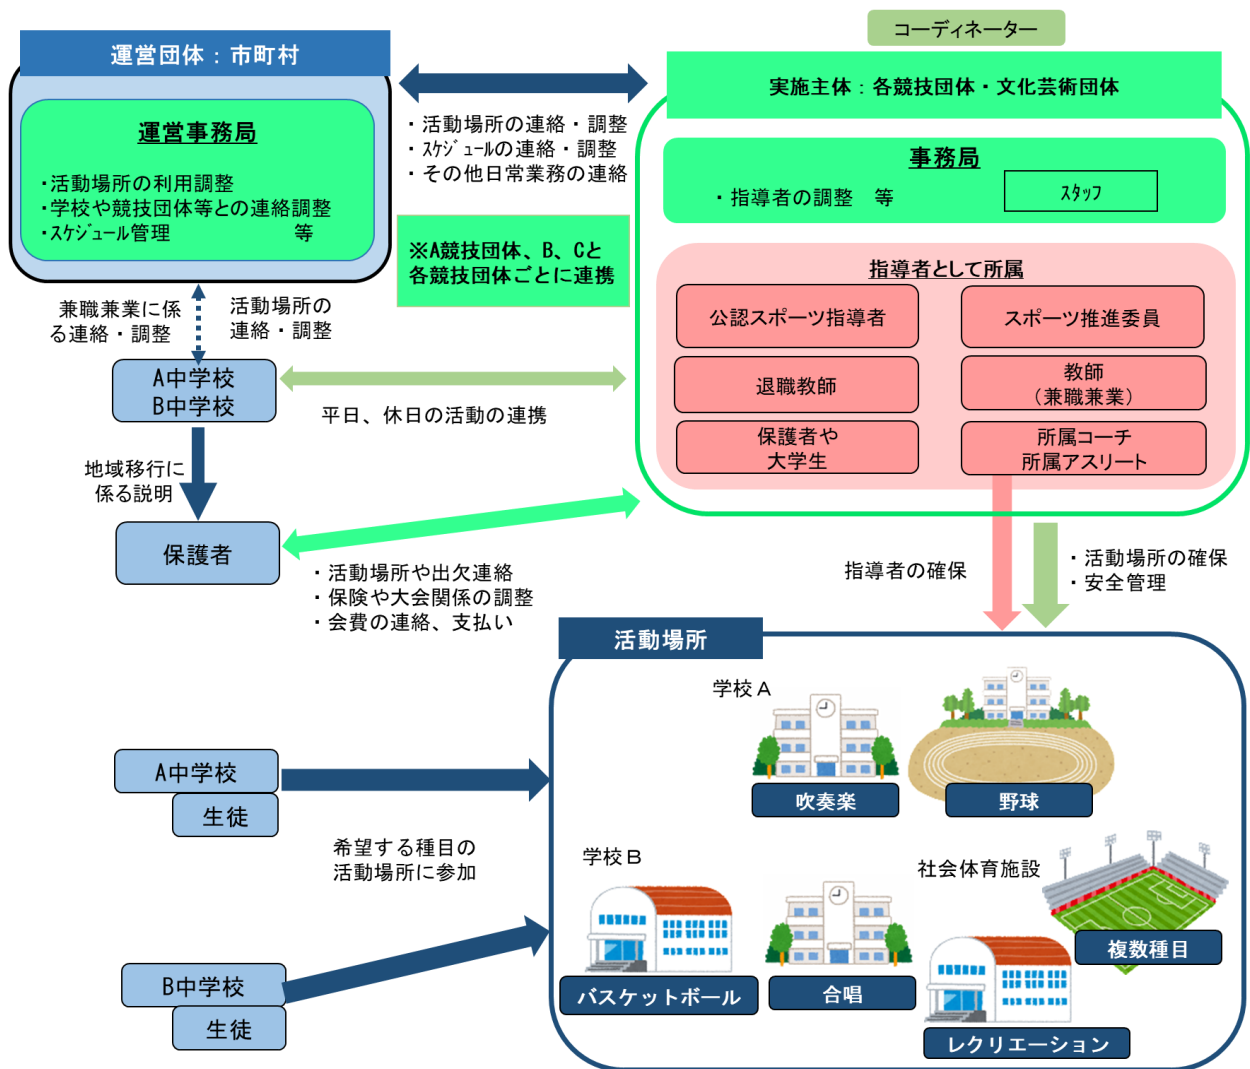 コーディネーター
運営団体：市町村
運営事務局
・活動場所の利用調整
・学校や競技団体等との連絡調整
・ｽｹｼﾞｭｰﾙ管理　　　　　　等
・活動場所の連絡・調整
・ｽｹｼﾞｭｰﾙの連絡・調整
・その他日常業務の連絡
※A競技団体、B、Cと
各競技団体ごとに連携
実施主体：各競技団体・文化芸術団体
事務局
・指導者の調整　等
ｽﾀｯﾌ
指導者として所属
公認スポーツ指導者
スポーツ推進委員
退職教師
教師
（兼職兼業）
保護者や
大学生
所属コーチ
所属アスリート
兼職兼業に係
る連絡・調整
活動場所の
連絡・調整
A中学校
B中学校
平日、休日の活動の連携
地域移行に
係る説明
保護者
・活動場所や出欠連絡
・保険や大会関係の調整
・会費の連絡、支払い
指導者の確保
・活動場所の確保
・安全管理
活動場所
学校Ａ
吹奏楽
野球
A中学校
生徒
希望する種目の
活動場所に参加
学校Ｂ
社会体育施設
バスケットボール
合唱
複数種目
レクリエーション
B中学校
生徒